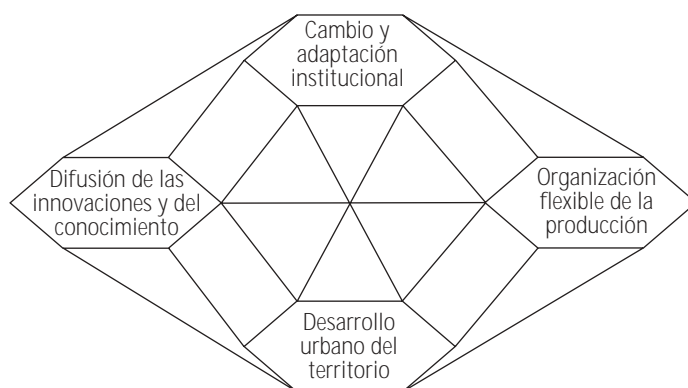 Cambio y
adaptación
institucional
Difusión de las
innovaciones y del
conocimiento
Organización
flexible de la
producción
Desarrollo
urbano del
territorio